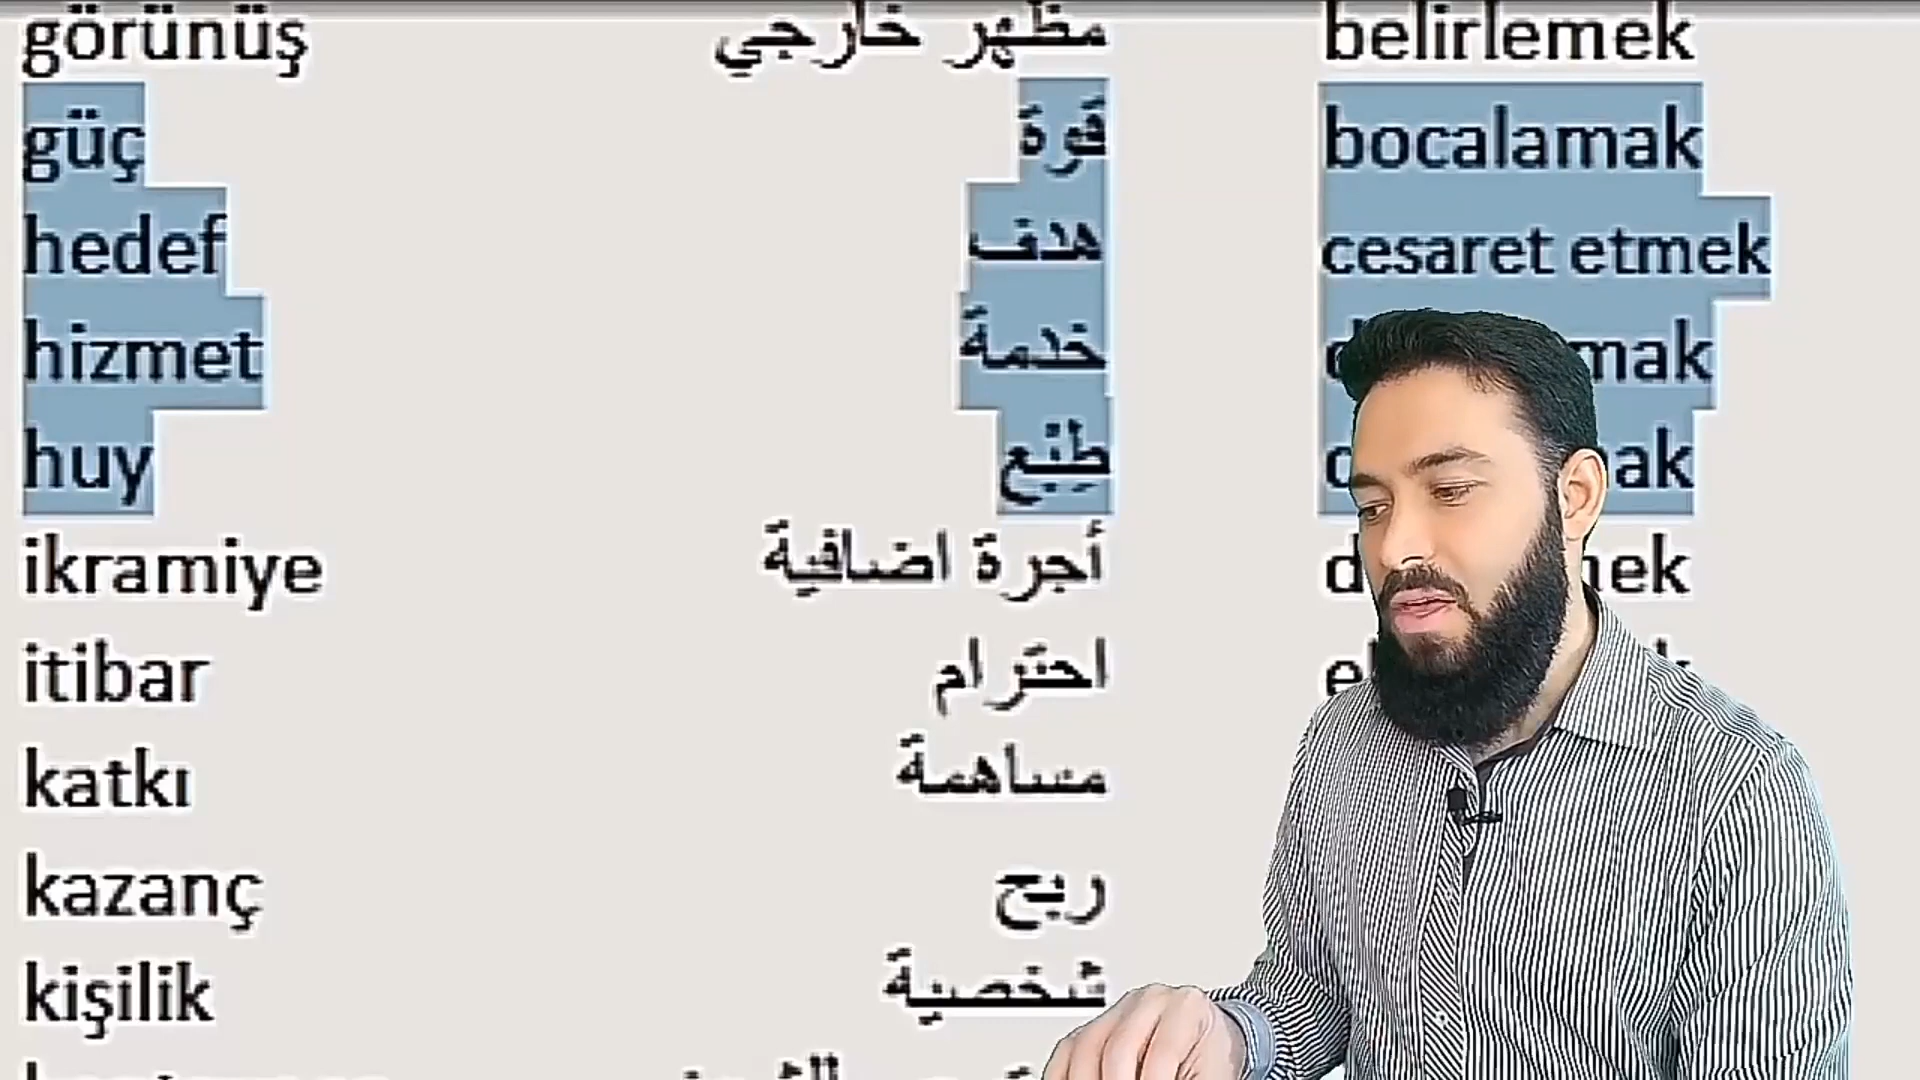 görünüş مظهر خارجي belirlemek
güç قوة bocalamak
hedef هدف cesaret etmek
hizmet خدمة
huy طبْع
ikramiye أجرة اضافية
itibar احترام
katkı مساهمة
kazanç ربح
kişilik شخصية